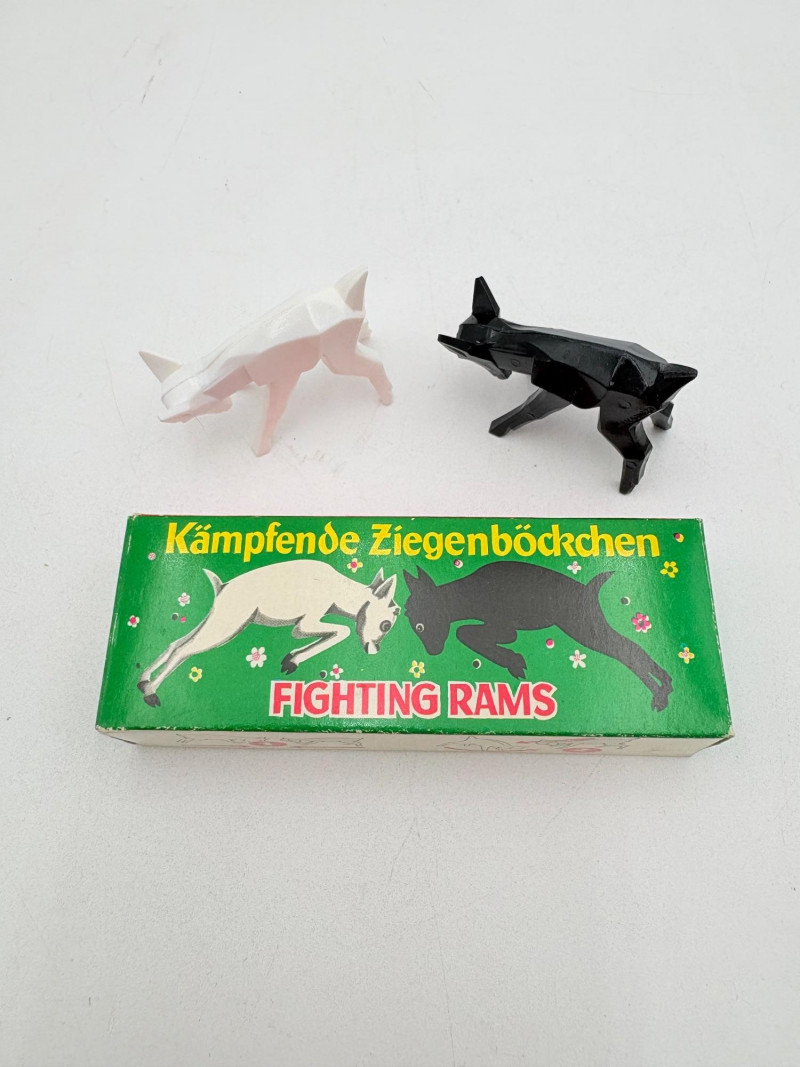 Kämpfende Ziegenböckchen
FIGHTING RAMS